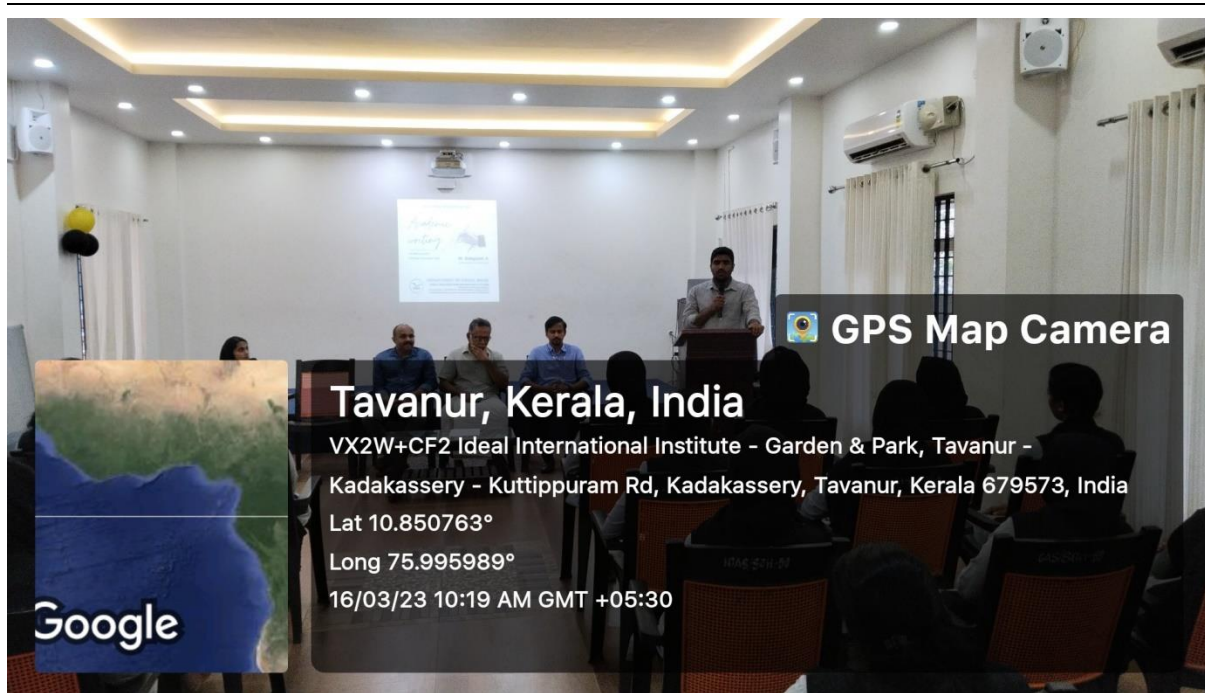 Academic
writing
GPS Map Camera
Tavanur, Kerala, India
VX2W+CF2 Ideal International Institute - Garden & Park, Tavanur -
Kadakassery - Kuttippuram Rd, Kadakassery, Tavanur, Kerala 679573, India
Lat 10.850763°
Long 75.995989°
16/03/23 10:19 AM GMT +05:30
Google